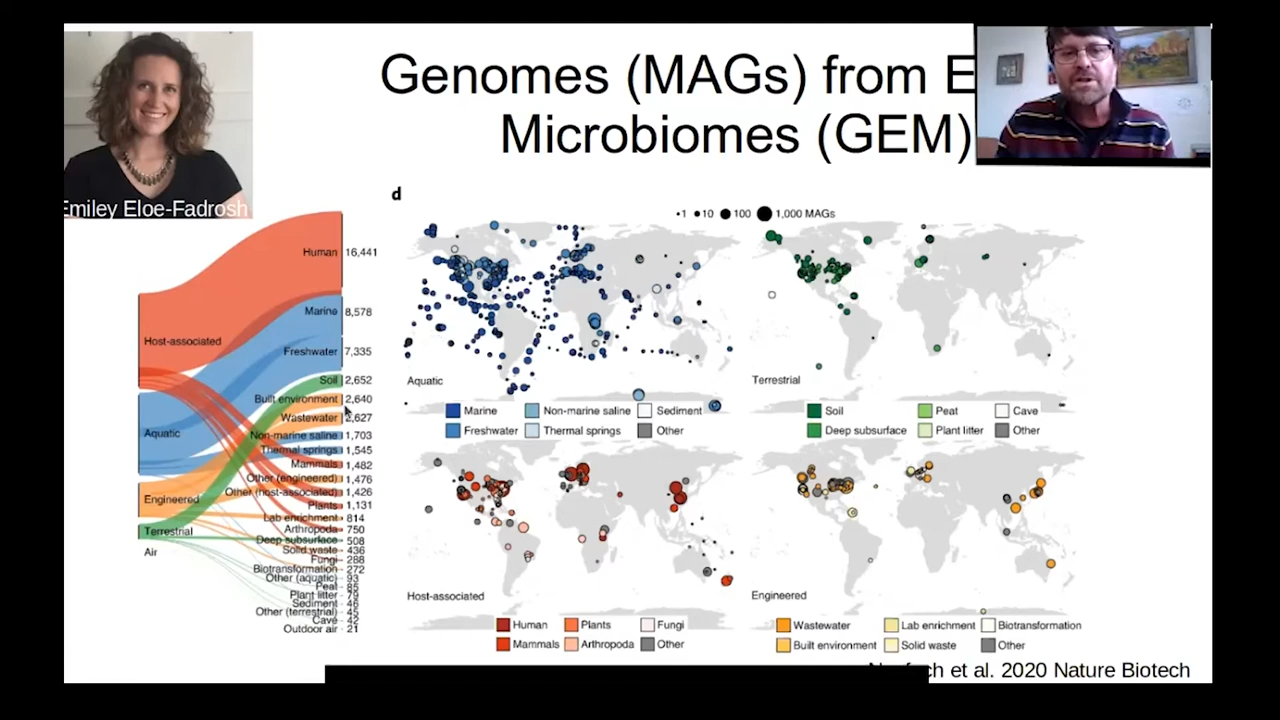 Genomes (MAGs) from E
Microbiomes (GEM)
Emiley Eloe-Fadrosh
Host-associated
Aquatic
Engineered
Terrestrial
Air
Human 16,441
Marine 8,578
Freshwater 7,335
Soil 2,652
Built environment 2,640
Wastewater 2,627
Non-marine saline 1,703
Thermal springs 1,545
Mammals 1,482
Other (engineered) 1,476
Other (host-associated) 1,426
Plants 1,131
Lab enrichment 814
Arthropoda 750
Deep subsurface 508
Solid waste 436
Fungi 288
Biotransformation 272
Other (aquatic) 93
Peat 85
Plant litter 79
Sediment 46
Other (terrestrial) 45
Cave 42
Outdoor air 21
d
1 10 100 1,000 MAGs
Aquatic
Marine Non-marine saline Sediment
Freshwater Thermal springs Other
Terrestrial
Soil Peat Cave
Deep subsurface Plant litter Other
Host-associated
Human Plants Fungi
Mammals Arthropoda Other
Engineered
Wastewater Lab enrichment Biotransformation
Built environment Solid waste Other
et al. 2020 Nature Biotech